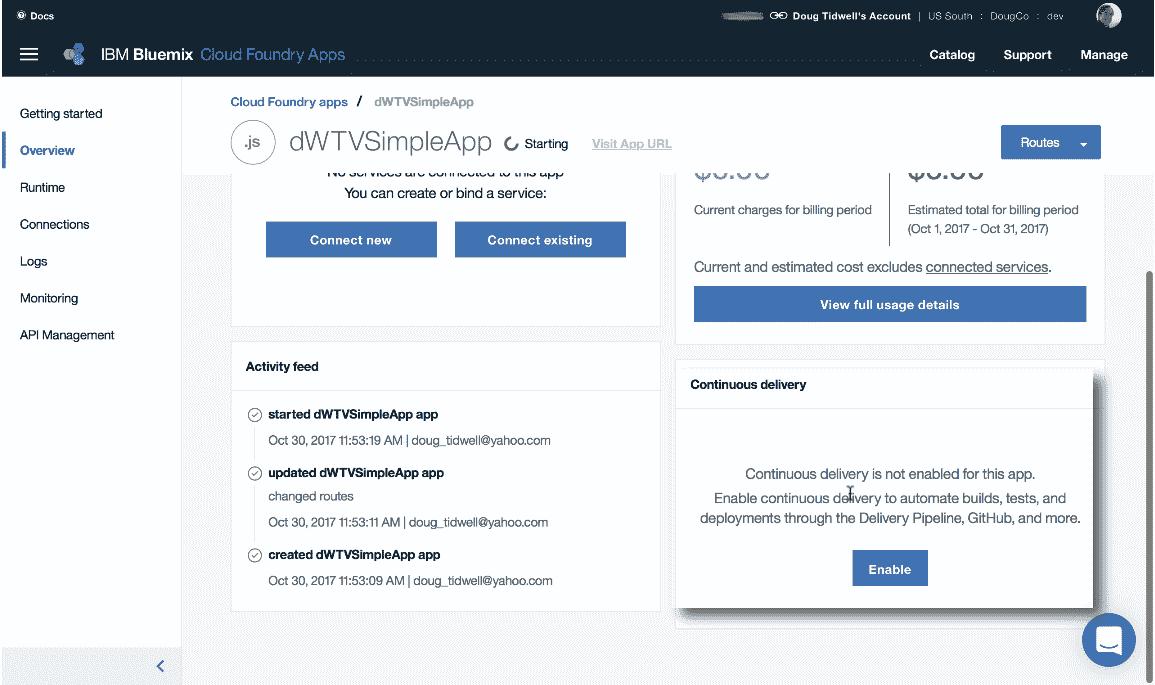 Docs
Doug Tidwell's Account | US South : DougCo : dev
IBM Bluemix Cloud Foundry Apps
Catalog Support Manage
Getting started
Overview
Runtime
Connections
Logs
Monitoring
API Management
Cloud Foundry apps / dWTVSimpleApp
.js dWTVSimpleApp Starting Visit App URL
Routes
No services are connected to this app
You can create or bind a service:
Connect new Connect existing
Current charges for billing period
Estimated total for billing period
(Oct 1, 2017 - Oct 31, 2017)
Current and estimated cost excludes connected services.
View full usage details
Activity feed
started dWTVSimpleApp app
Oct 30, 2017 11:53:19 AM | doug_tidwell@yahoo.com
updated dWTVSimpleApp app
changed routes
Oct 30, 2017 11:53:11 AM | doug_tidwell@yahoo.com
created dWTVSimpleApp app
Oct 30, 2017 11:53:09 AM | doug_tidwell@yahoo.com
Continuous delivery
Continuous delivery is not enabled for this app.
Enable continuous delivery to automate builds, tests, and
deployments through the Delivery Pipeline, GitHub, and more.
Enable